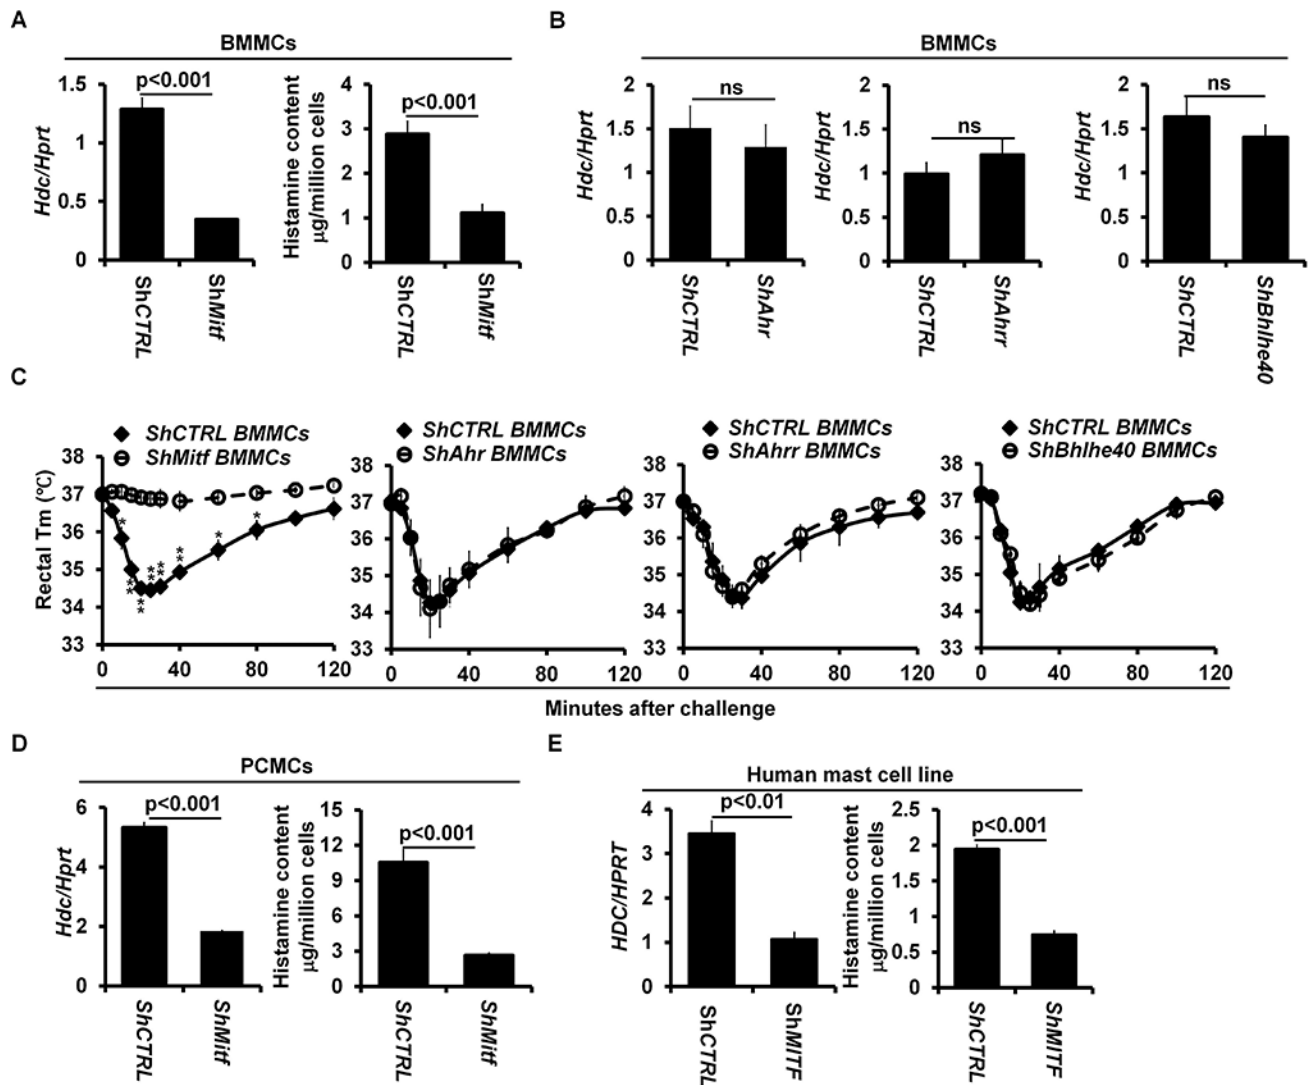 A
BMMCs
Hdc/Hprt
1.5
1
0.5
0
p<0.001
ShCTRL
ShMitf
Histamine content
µg/million cells
4
3
2
1
0
p<0.001
ShCTRL
ShMitf
B
BMMCs
Hdc/Hprt
2
1.5
1
0.5
0
ns
ShCTRL
ShAhr
Hdc/Hprt
2
1.5
1
0.5
0
ns
ShCTRL
ShAhrr
Hdc/Hprt
2
1.5
1
0.5
0
ns
ShCTRL
ShBhlhe40
C
ShCTRL BMMCs
ShMitf BMMCs
Rectal Tm (°C)
38
37
36
35
34
33
* ** ** ** ** ** * *
0 40 80 120
ShCTRL BMMCs
ShAhr BMMCs
38
37
36
35
34
33
0 40 80 120
ShCTRL BMMCs
ShAhrr BMMCs
38
37
36
35
34
33
0 40 80 120
ShCTRL BMMCs
ShBhlhe40 BMMCs
38
37
36
35
34
33
0 40 80 120
Minutes after challenge
D
PCMCs
Hdc/Hprt
6
4
2
0
p<0.001
ShCTRL
ShMitf
Histamine content
µg/million cells
15
12
9
6
3
0
p<0.001
ShCTRL
ShMitf
E
Human mast cell line
HDC/HPRT
4
3
2
1
0
p<0.01
ShCTRL
ShMITF
Histamine content
µg/million cells
2.5
2
1.5
1
0.5
0
p<0.001
ShCTRL
ShMITF